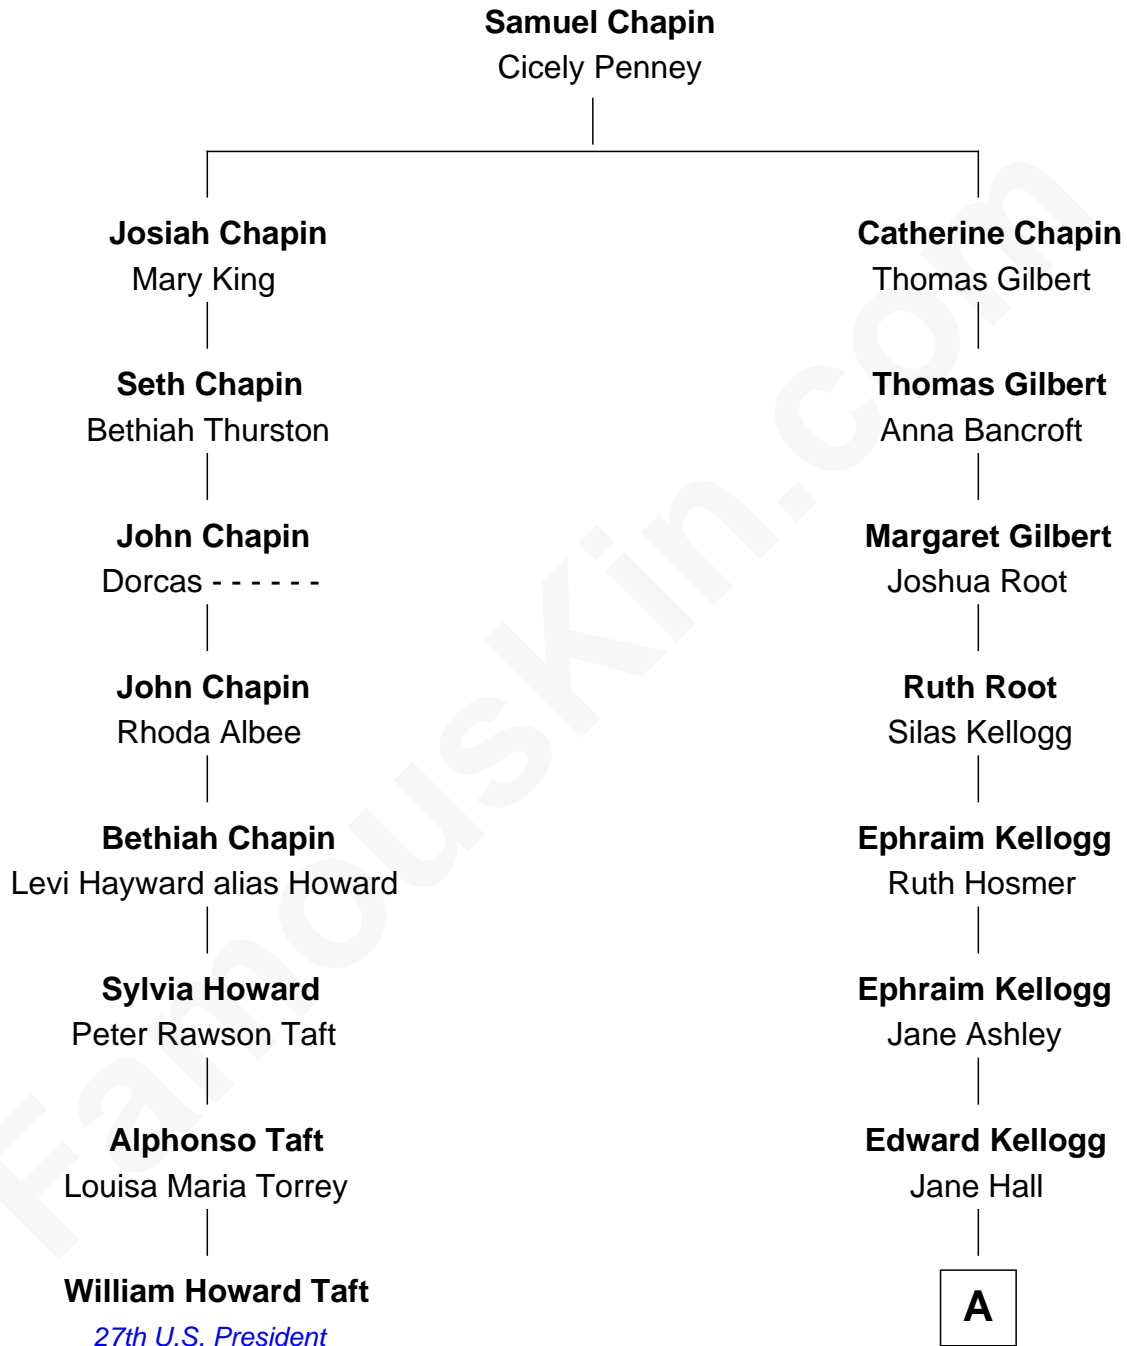 Samuel Chapin
Cicely Penney
Josiah Chapin
Mary King
Catherine Chapin
Thomas Gilbert
Seth Chapin
Bethiah Thurston
Thomas Gilbert
Anna Bancroft
John Chapin
Dorcas - - - - - -
Margaret Gilbert
Joshua Root
John Chapin
Rhoda Albee
Ruth Root
Silas Kellogg
Bethiah Chapin
Levi Hayward alias Howard
Ephraim Kellogg
Ruth Hosmer
Sylvia Howard
Peter Rawson Taft
Ephraim Kellogg
Jane Ashley
Alphonso Taft
Louisa Maria Torrey
Edward Kellogg
Jane Hall
William Howard Taft
27th U.S. President
A
FamousKin.com